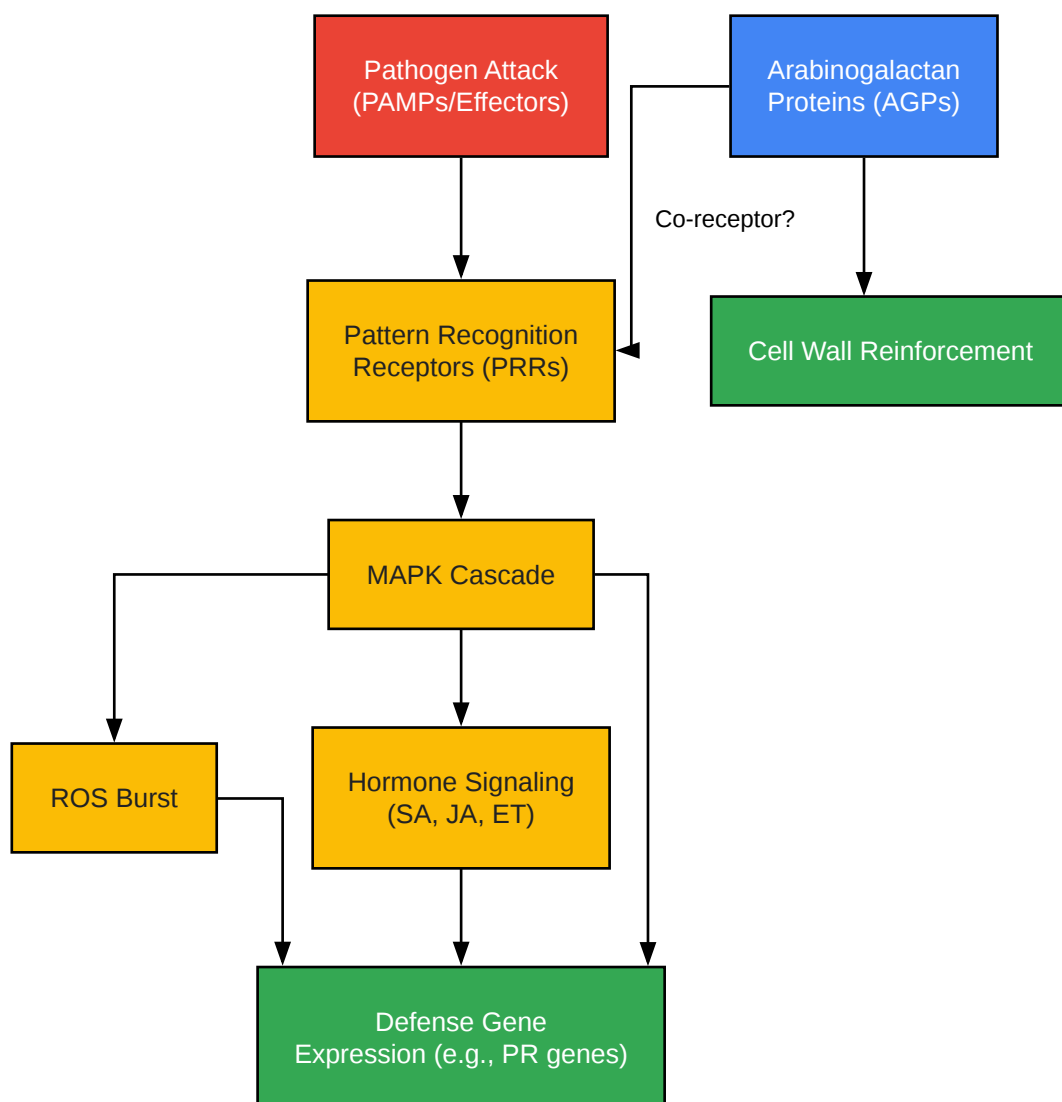 Pathogen Attack
(PAMPs/Effectors)
Arabinogalactan
Proteins (AGPs)
Co-receptor?
Pattern Recognition
Receptors (PRRs)
Cell Wall Reinforcement
MAPK Cascade
ROS Burst
Hormone Signaling
(SA, JA, ET)
Defense Gene
Expression (e.g., PR genes)